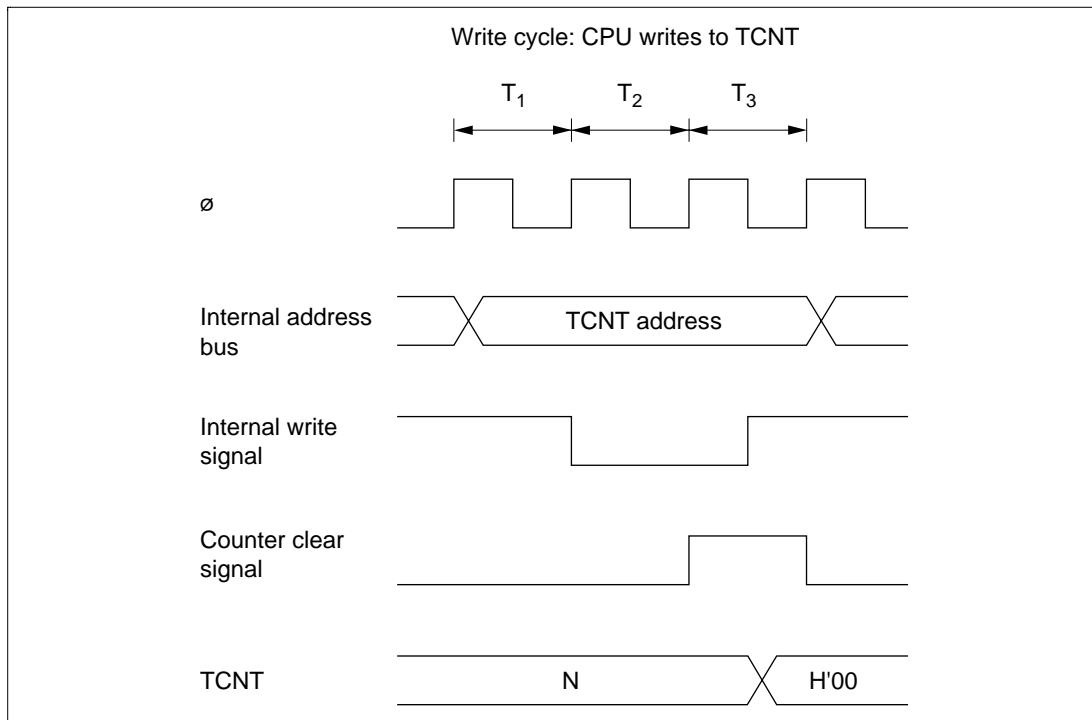 Write cycle: CPU writes to TCNT
T1 T2 T3
ø
Internal address
bus
TCNT address
Internal write
signal
Counter clear
signal
TCNT
N
H'00